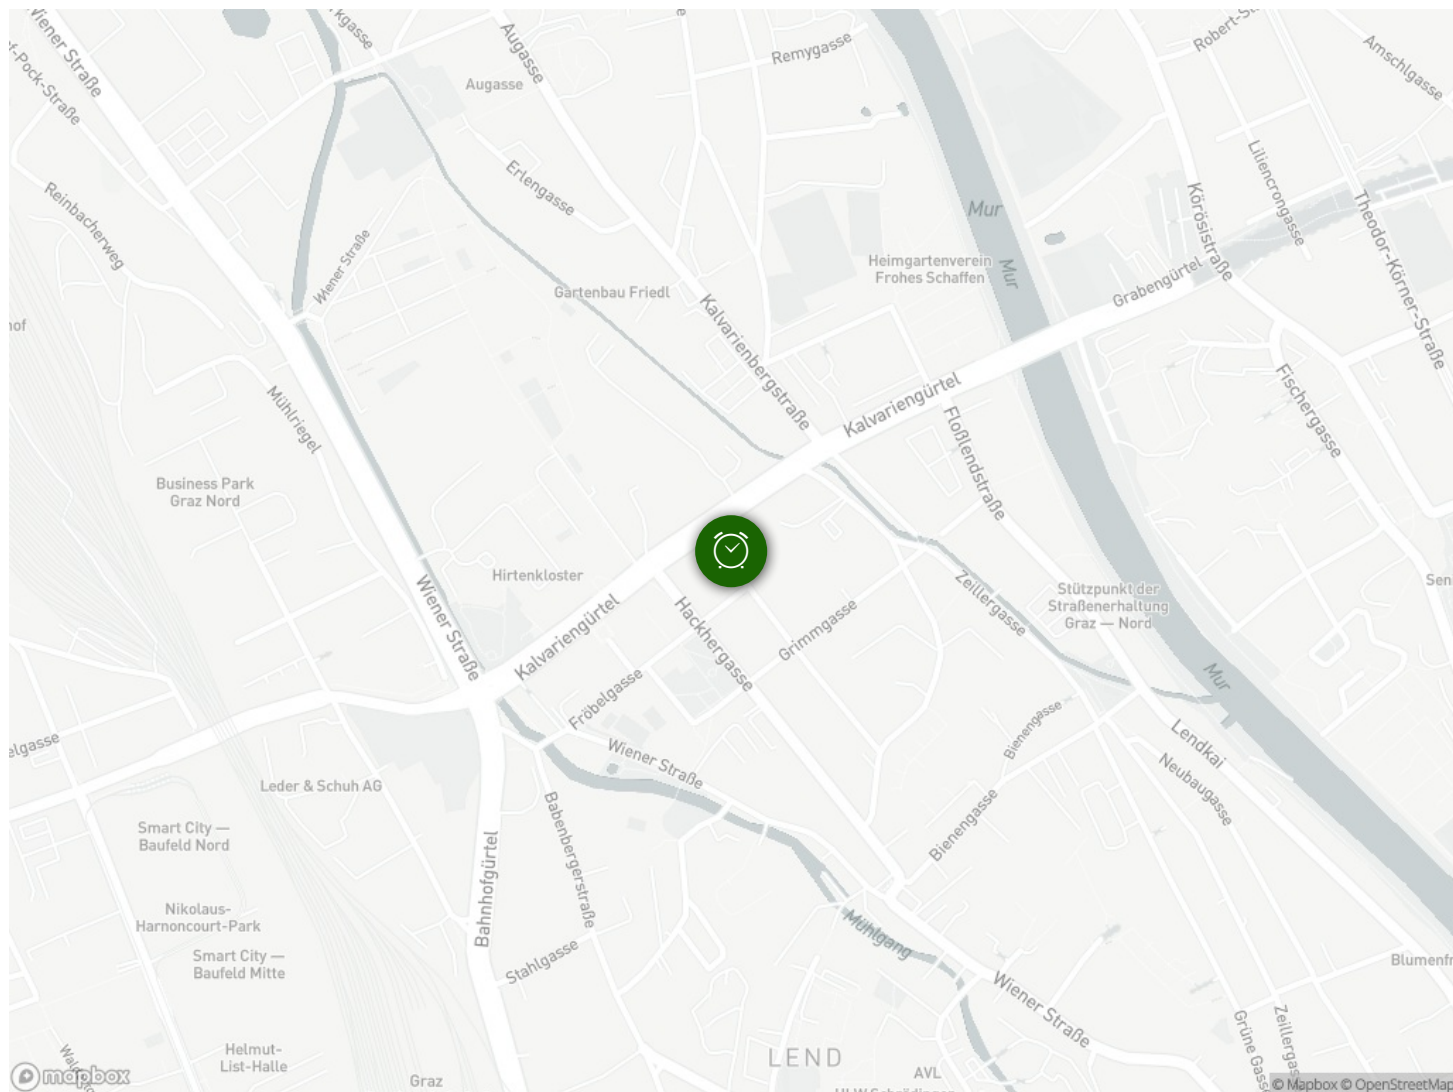 Wiener Straße
Augasse
Remygasse
Amschlgasse
Augasse
Liliencrongasse
Erlengasse
Reinbacherweg
Körösistraße
Theodor-Körner-Straße
Mur
Wiener Straße
Mur
Heimgartenverein
Frohes Schaffen
Grabengürtel
Gartenbau Friedl
Kalvarienbergstraße
Kalvariengürtel
Fischergasse
Mühlriegel
Floßlendstraße
Business Park
Graz Nord
Hirtenkloster
Wiener Straße
Zeillergasse
Stützpunkt der
Straßenerhaltung
Graz — Nord
Kalvariengürtel
Hackhergasse
Grimmgasse
Mur
Fröbelgasse
Bienengasse
Lendkai
Wiener Straße
Neubaugasse
Leder & Schuh AG
Babenbergerstraße
Bienengasse
Smart City —
Baufeld Nord
Bahnhofgürtel
Nikolaus-
Harnoncourt-Park
Mühlgang
Smart City —
Baufeld Mitte
Stahlgasse
Wiener Straße
Helmut-
List-Halle
Graz
LEND
AVL
mapbox
© Mapbox © OpenStreetMap